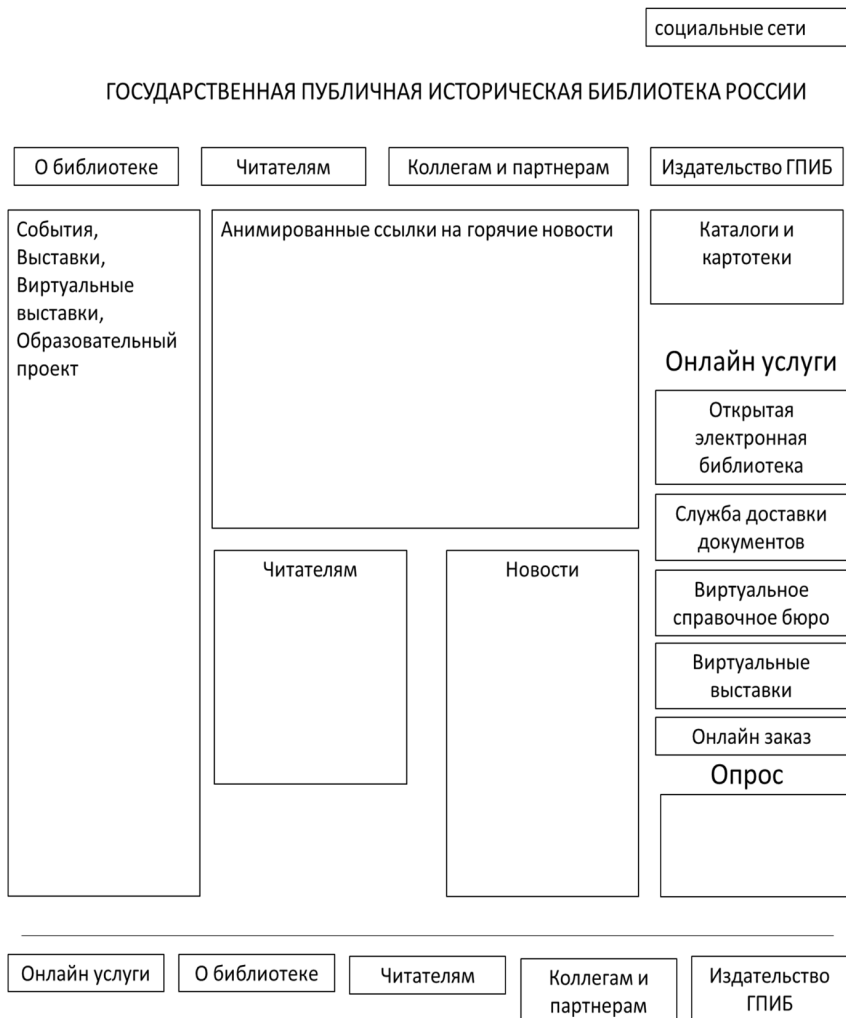 социальные сети
ГОСУДАРСТВЕННАЯ ПУБЛИЧНАЯ ИСТОРИЧЕСКАЯ БИБЛИОТЕКА РОССИИ
О библиотеке
Читателям
Коллегам и партнерам
Издательство ГПИБ
События,
Выставки,
Виртуальные
выставки,
Образовательный
проект
Анимированные ссылки на горячие новости
Каталоги и
картотеки
Онлайн услуги
Открытая
электронная
библиотека
Служба доставки
документов
Виртуальное
справочное бюро
Виртуальные
выставки
Онлайн заказ
Опрос
Читателям
Новости
Онлайн услуги
О библиотеке
Читателям
Коллегам и
партнерам
Издательство
ГПИБ